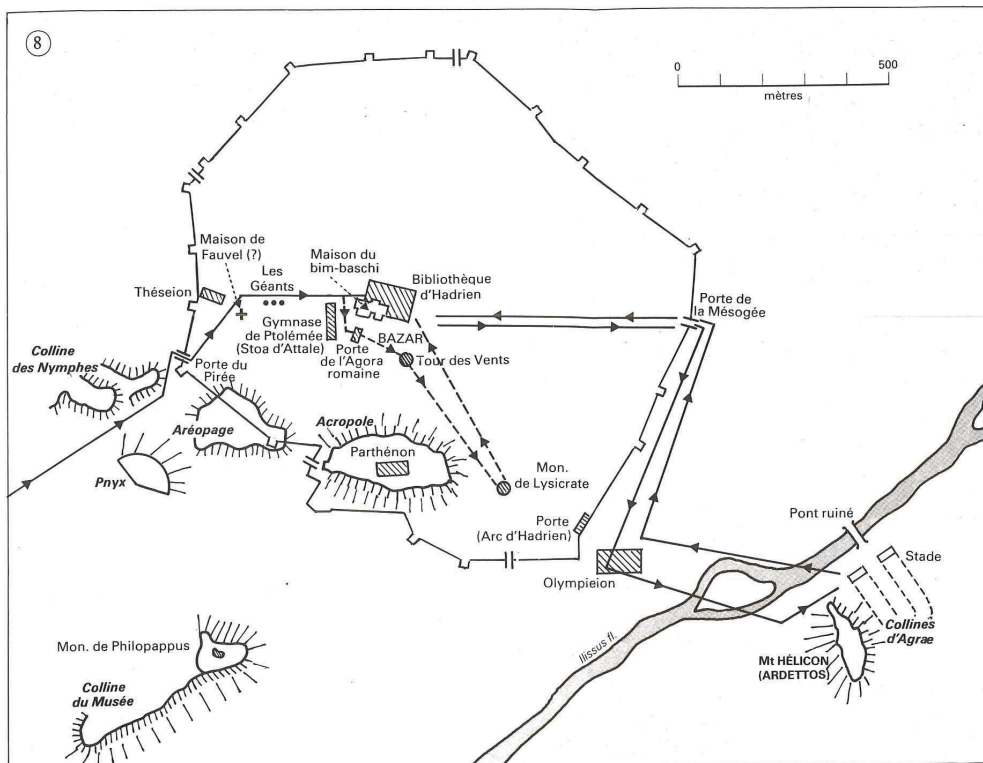 8
0
500
mètres
Maison de
Fauvel (?)
Maison du
bim-baschi
Les
Géants
Bibliothèque
d'Hadrien
Théseion
Porte de
la Mésogée
Gymnase
de Ptolémée
(Stoa d'Attale)
BAZAR
Porte
de l'Agora
romaine
Tour des Vents
Colline
des Nymphes
Porte du
Pirée
Aréopage
Acropole
Parthénon
Pnyx
Mon.
de Lysicrate
Porte
(Arc d'Hadrien)
Pont ruiné
Stade
Olympieion
Collines
d'Agrae
Ilissus fl.
Mt HÉLICON
(ARDETTOS)
Mon. de Philopappus
Colline
du Musée